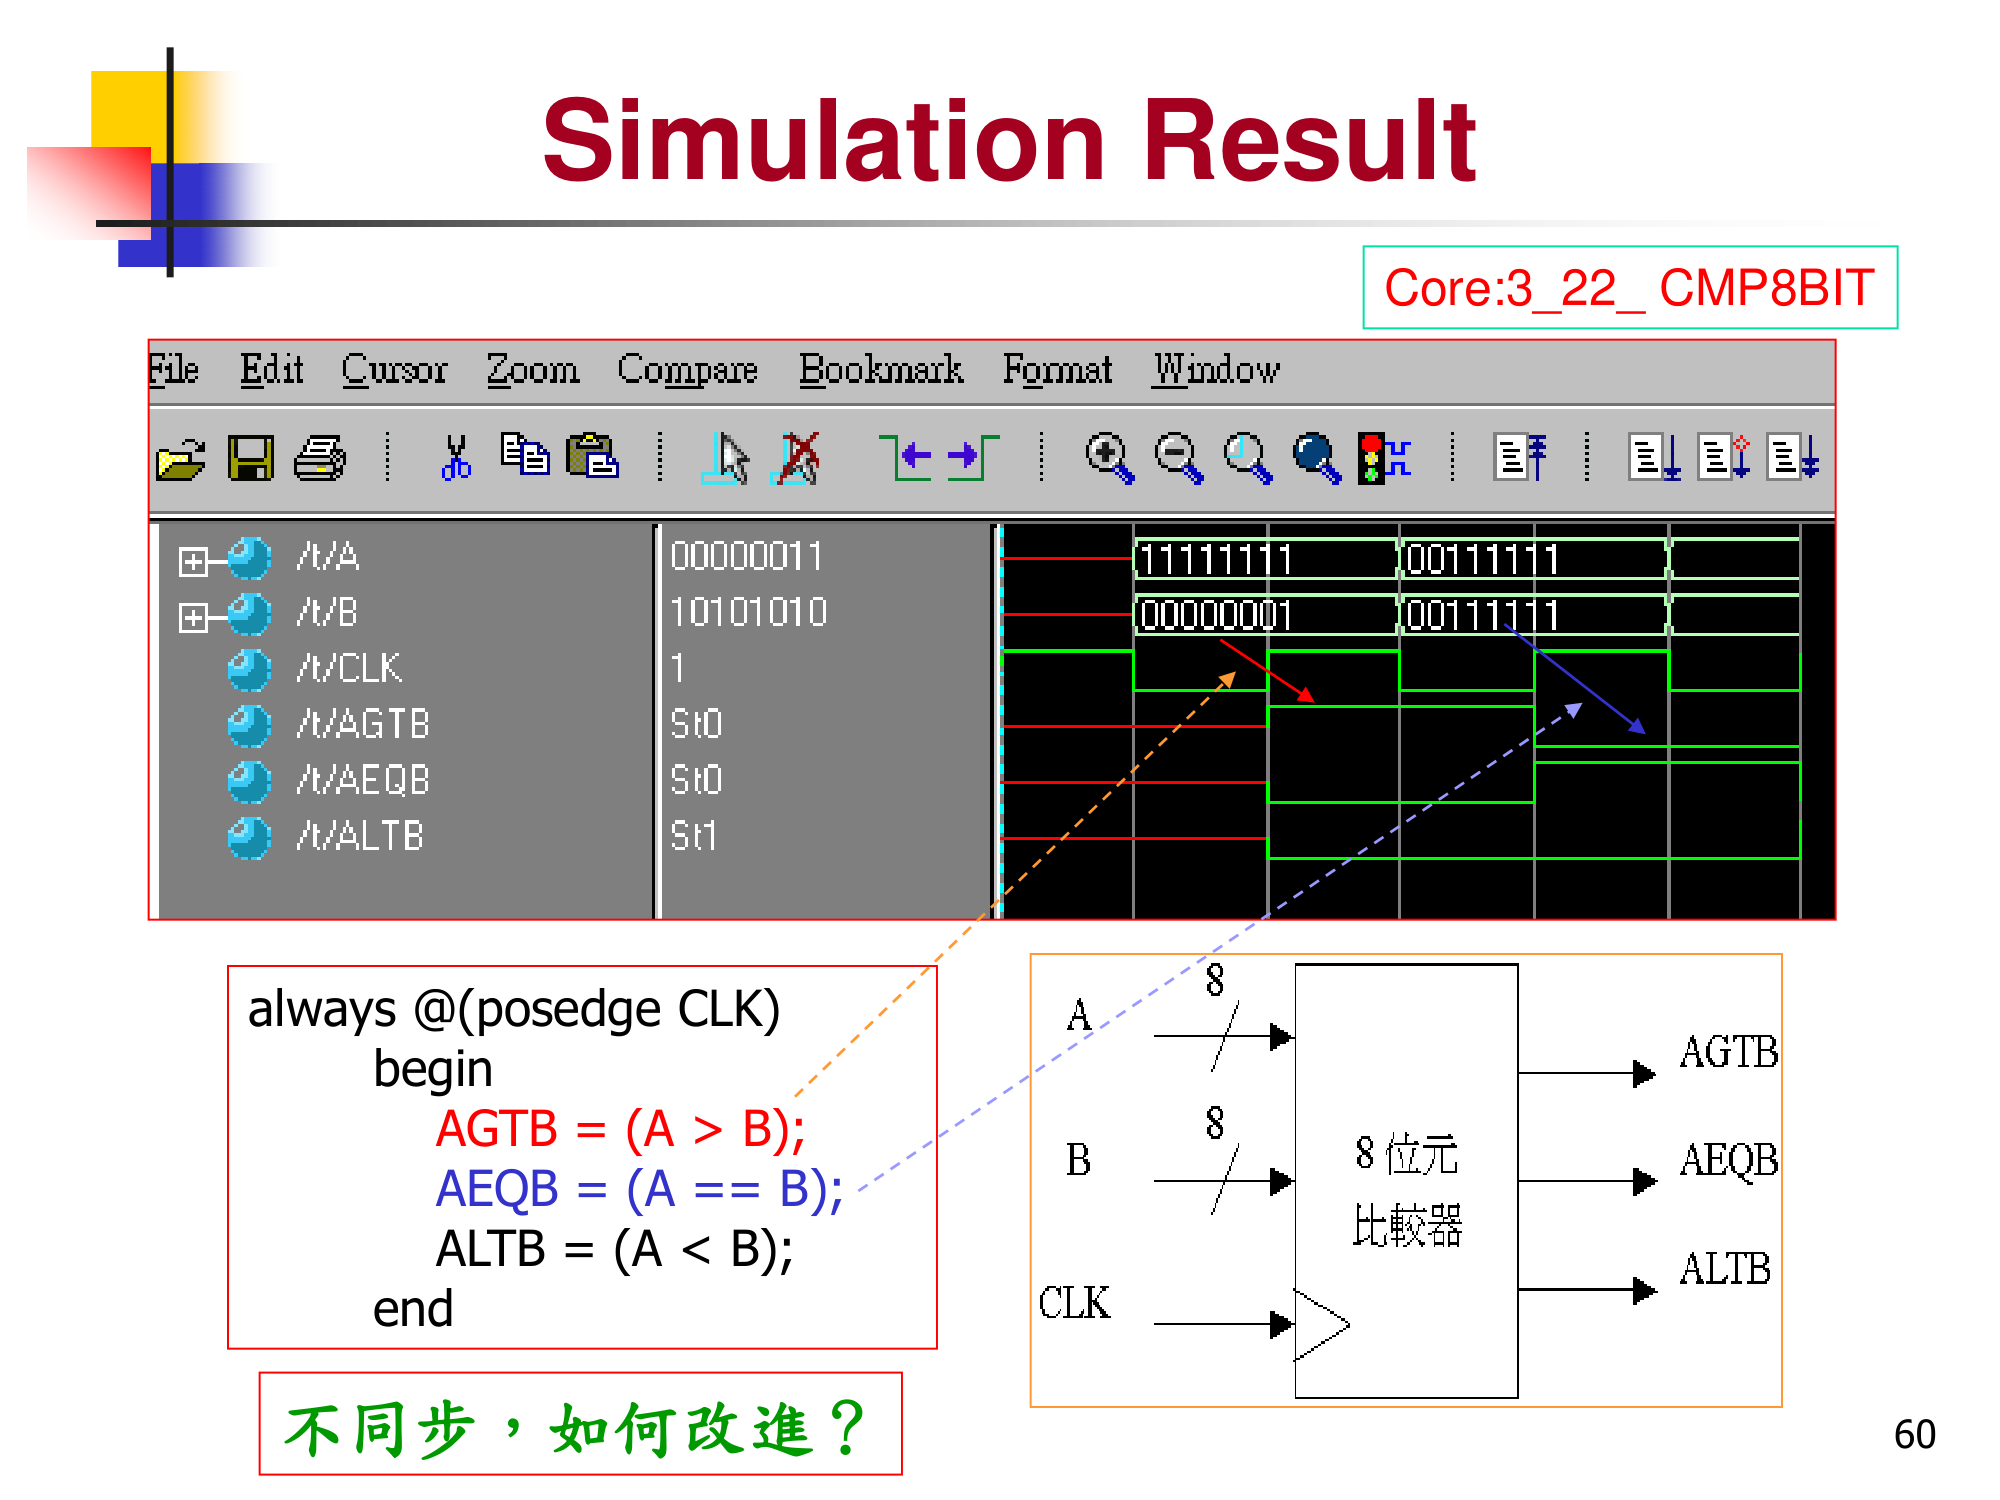 Simulation Result
Core:3_22_ CMP8BIT
File Edit Cursor Zoom Compare Bookmark Format Window
/t/A 00000011 11111111 00111111
/t/B 10101010 00000001 00111111
/t/CLK 1
/t/AGTB St0
/t/AEQB St0
/t/ALTB St1
always @(posedge CLK)
begin
AGTB = (A > B);
AEQB = (A == B);
ALTB = (A < B);
end
不同步，如何改進？
A 8
B 8
CLK
8 位元
比較器
AGTB
AEQB
ALTB
60